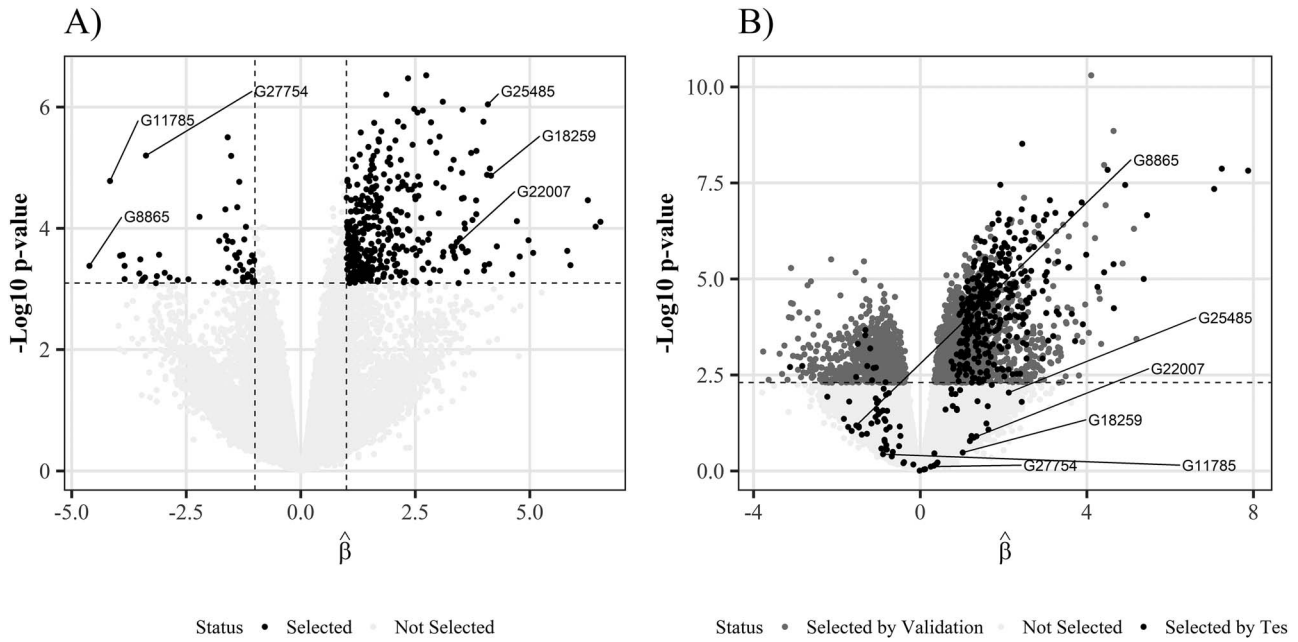 A)
-Log10 p-value
6
4
2
0
-5.0 -2.5 0.0 2.5 5.0
β̂
G27754
G11785
G8865
G25485
G18259
G22007
Status Selected Not Selected
B)
-Log10 p-value
10.0
7.5
5.0
2.5
0.0
-4 0 4 8
β̂
G8865
G25485
G22007
G18259
G27754
G11785
Status Selected by Validation Not Selected Selected by Tes